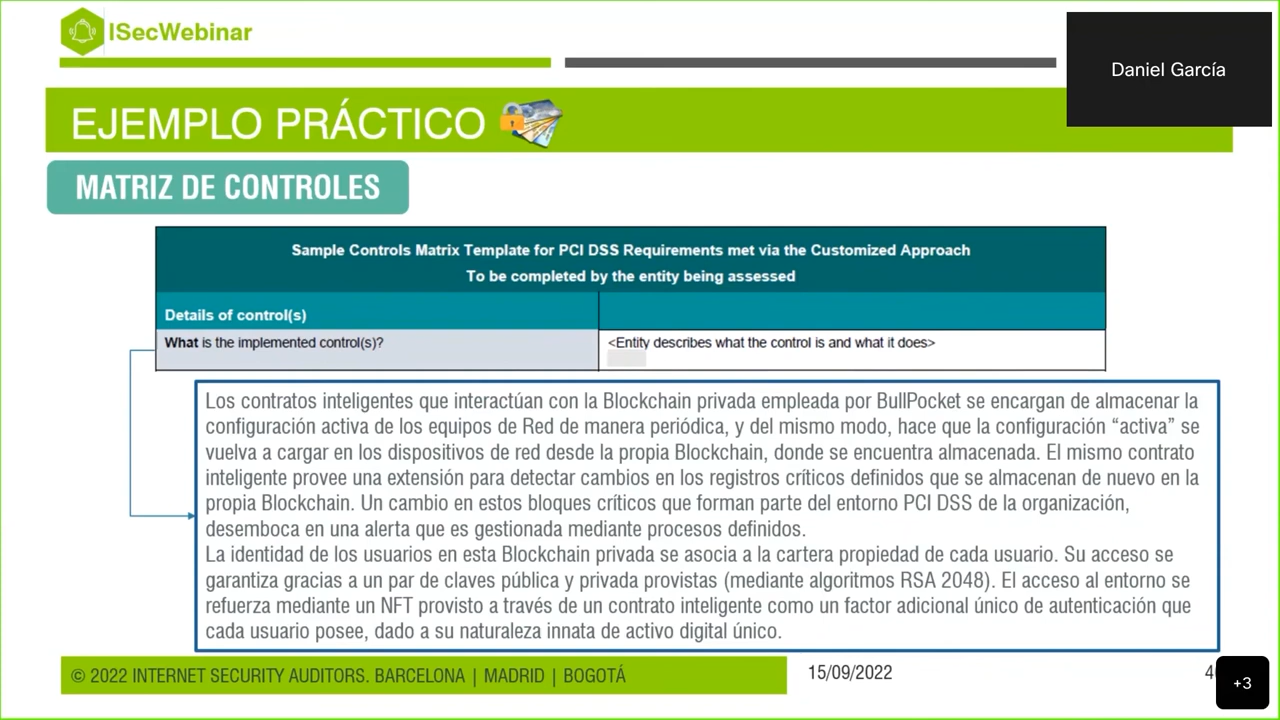 ISecWebinar
Daniel García
EJEMPLO PRÁCTICO
MATRIZ DE CONTROLES
Sample Controls Matrix Template for PCI DSS Requirements met via the Customized Approach
To be completed by the entity being assessed
Details of control(s)
What is the implemented control(s)?
<Entity describes what the control is and what it does>
Los contratos inteligentes que interactúan con la Blockchain privada empleada por BullPocket se encargan de almacenar la
configuración activa de los equipos de Red de manera periódica, y del mismo modo, hace que la configuración “activa” se
vuelva a cargar en los dispositivos de red desde la propia Blockchain, donde se encuentra almacenada. El mismo contrato
inteligente provee una extensión para detectar cambios en los registros críticos definidos que se almacenan de nuevo en la
propia Blockchain. Un cambio en estos bloques críticos que forman parte del entorno PCI DSS de la organización,
desemboca en una alerta que es gestionada mediante procesos definidos.
La identidad de los usuarios en esta Blockchain privada se asocia a la cartera propiedad de cada usuario. Su acceso se
garantiza gracias a un par de claves pública y privada provistas (mediante algoritmos RSA 2048). El acceso al entorno se
refuerza mediante un NFT provisto a través de un contrato inteligente como un factor adicional único de autenticación que
cada usuario posee, dado a su naturaleza innata de activo digital único.
© 2022 INTERNET SECURITY AUDITORS. BARCELONA | MADRID | BOGOTÁ
15/09/2022
+3